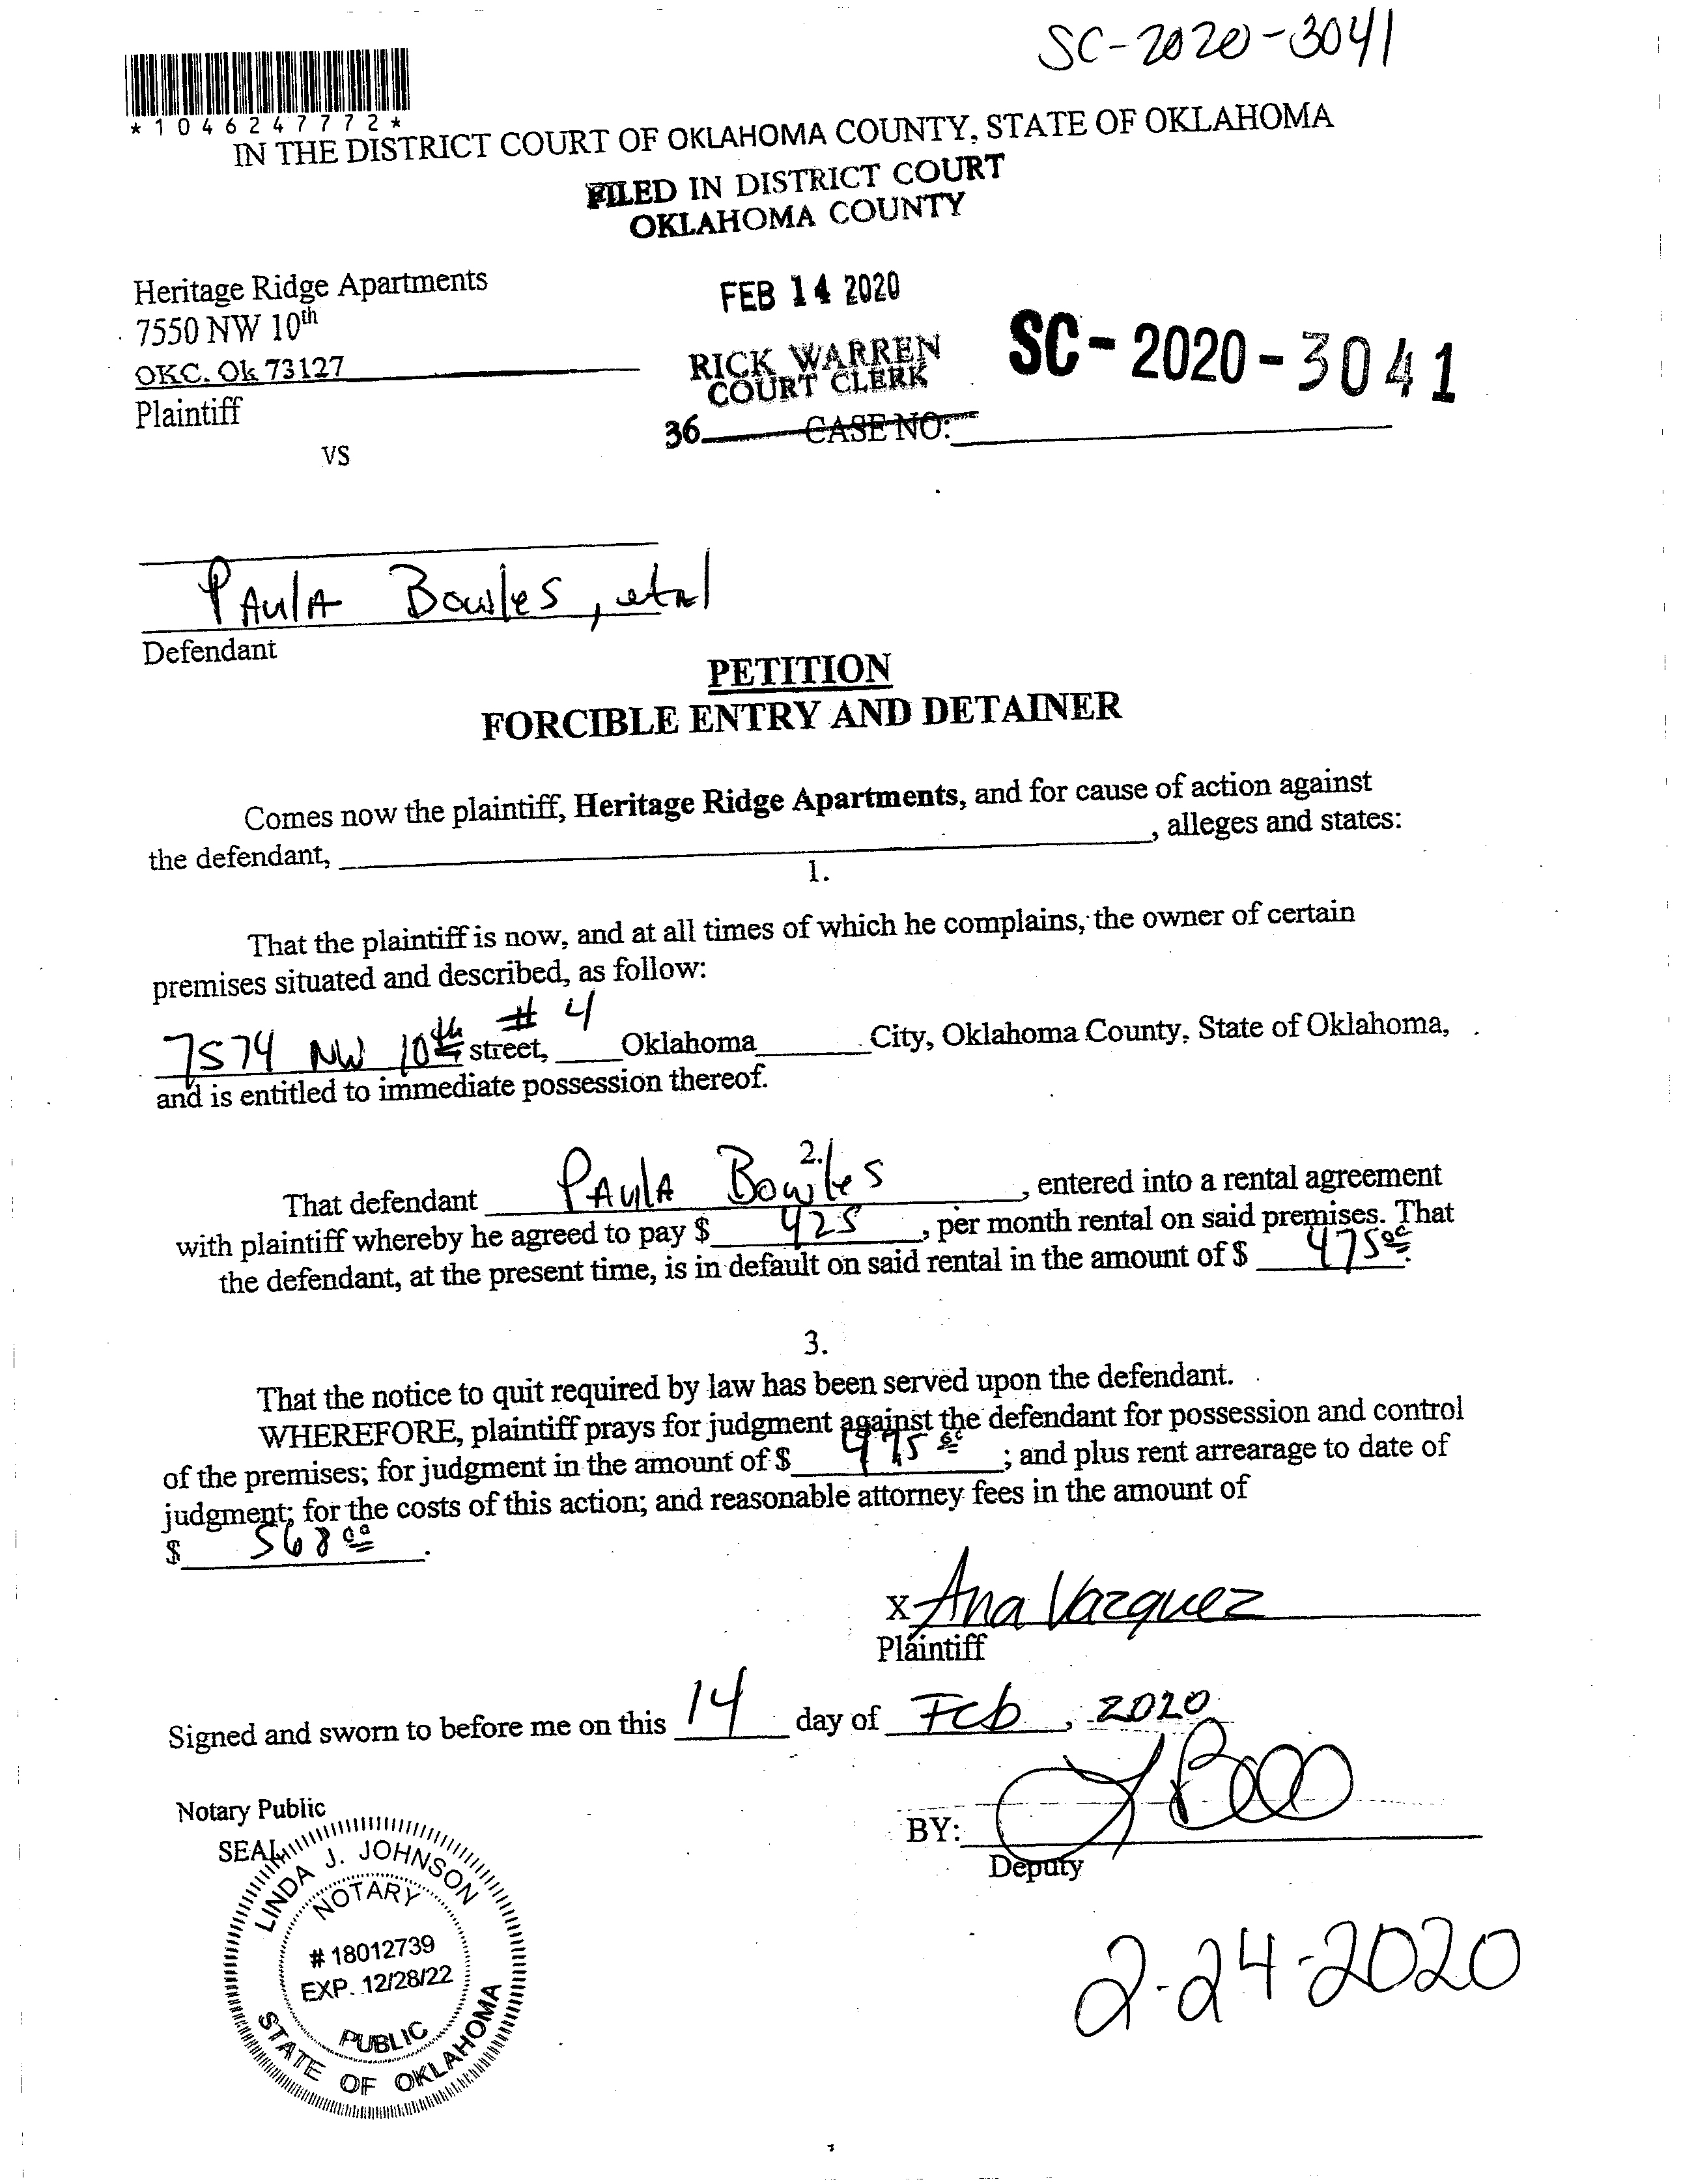 SC-2020-3041
*1046247772*
IN THE DISTRICT COURT OF OKLAHOMA COUNTY, STATE OF OKLAHOMA
FILED IN DISTRICT COURT
OKLAHOMA COUNTY
Heritage Ridge Apartments
7550 NW 10th
OKC. Ok 73127
Plaintiff
FEB 14 2020
RICK WARREN
COURT CLERK
SC-2020-3041
36 CASE NO:
VS
PAulA Bowles, etal
Defendant
PETITION
FORCIBLE ENTRY AND DETAINER
Comes now the plaintiff, Heritage Ridge Apartments, and for cause of action against
the defendant, , alleges and states:
1.
That the plaintiff is now, and at all times of which he complains, the owner of certain
premises situated and described, as follow:
7574 NW 10th #4 street, Oklahoma City, Oklahoma County, State of Oklahoma,
and is entitled to immediate possession thereof.
2.
That defendant PAulA Bowles, entered into a rental agreement
with plaintiff whereby he agreed to pay $ 425, per month rental on said premises. That
the defendant, at the present time, is in default on said rental in the amount of $ 475 00.
3.
That the notice to quit required by law has been served upon the defendant.
WHEREFORE, plaintiff prays for judgment against the defendant for possession and control
of the premises; for judgment in the amount of $ 475 00; and plus rent arrearage to date of
judgment; for the costs of this action; and reasonable attorney fees in the amount of
$ 568 00.
X Ana Vazquez
Plaintiff
Signed and sworn to before me on this 14 day of Feb, 2020
Notary Public
SEAL
BY:
Deputy
LINDA J. JOHNSON
NOTARY
# 18012739
EXP. 12/28/22
PUBLIC
STATE OF OKLAHOMA
2-24-2020